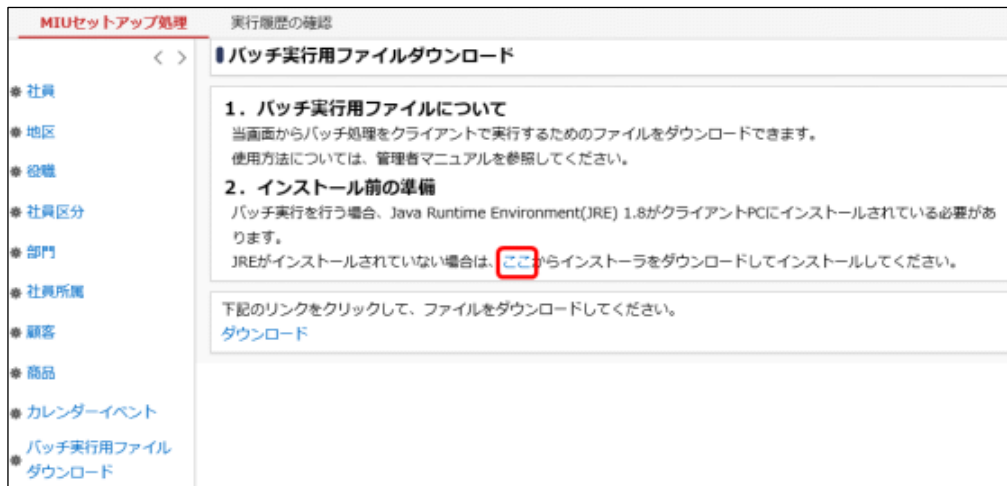 MIUセットアップ処理 実行履歴の確認
バッチ実行用ファイルダウンロード
社員
地区
役職
社員区分
部門
社員所属
顧客
商品
カレンダーイベント
バッチ実行用ファイル
ダウンロード
1．バッチ実行用ファイルについて
当画面からバッチ処理をクライアントで実行するためのファイルをダウンロードできます。
使用方法については、管理者マニュアルを参照してください。
2．インストール前の準備
バッチ実行を行う場合、Java Runtime Environment(JRE) 1.8がクライアントPCにインストールされている必要があ
ります。
JREがインストールされていない場合は、ここからインストーラをダウンロードしてインストールしてください。
下記のリンクをクリックして、ファイルをダウンロードしてください。
ダウンロード